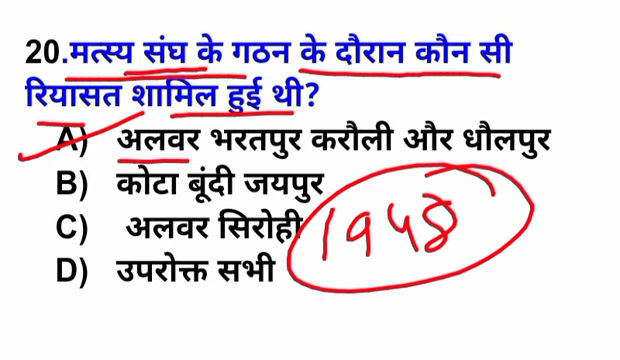 20.मत्स्य संघ के गठन के दौरान कौन सी
रियासत शामिल हुई थी?
A) अलवर भरतपुर करौली और धौलपुर
B) कोटा बूंदी जयपुर
C) अलवर सिरोही
1948
D) उपरोक्त सभी